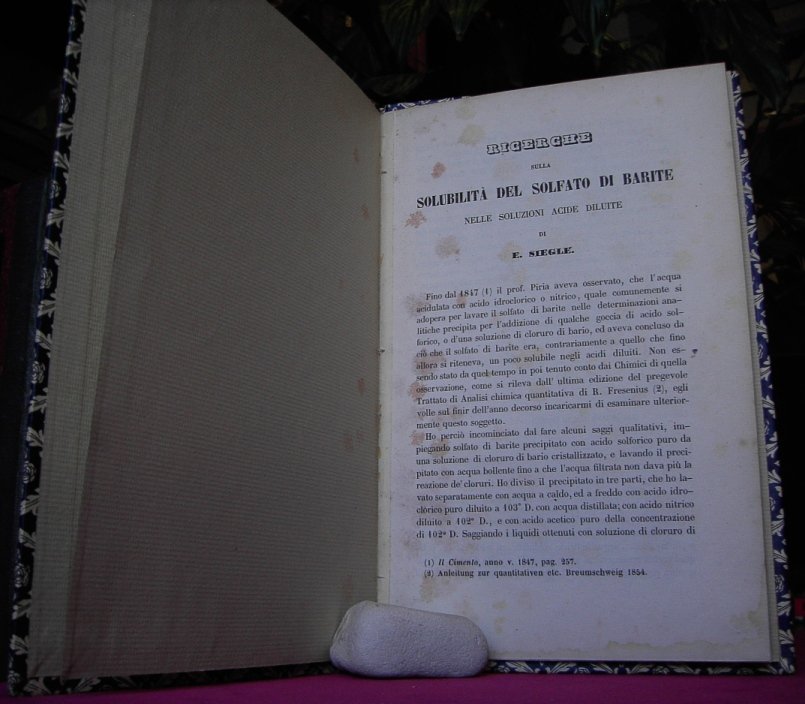 RICERCHE
SULLA
SOLUBILITÀ DEL SOLFATO DI BARITE
NELLE SOLUZIONI ACIDE DILUITE
DI
E. SIEGLE.
Fino dal 1847 (1) il prof. Piria aveva osservato, che l'acqua
acidulata con acido idroclorico o nitrico, quale comunemente si
adopera per lavare il solfato di barite nelle determinazioni ana-
litiche precipita per l'addizione di qualche goccia di acido sol-
forico, o d'una soluzione di cloruro di bario, ed aveva concluso da
ciò che il solfato di barite era, contrariamente a quello che fino
allora si riteneva, un poco solubile negli acidi diluiti. Non es-
sendo stato da quel tempo in poi tenuto conto dai Chimici di quella
osservazione, come si rileva dall' ultima edizione del pregevole
Trattato di Analisi chimica quantitativa di R. Fresenius (2), egli
volle sul finir dell'anno decorso incaricarmi di esaminare ulterior-
mente questo soggetto.
Ho perciò incominciato dal fare alcuni saggi qualitativi, im-
piegando solfato di barite precipitato con acido solforico puro da
una soluzione di cloruro di bario cristallizzato, e lavando il preci-
pitato con acqua bollente fino a che l'acqua filtrata non dava più la
reazione de' cloruri. Ho diviso il precipitato in tre parti, che ho la-
vato separatamente con acqua a caldo, ed a freddo con acido idro-
clorico puro diluito a 103° D. con acqua distillata; con acido nitrico
diluito a 102° D., e con acido acetico puro della concentrazione
di 102° D. Saggiando i liquidi ottenuti con soluzione di cloruro di
(1) Il Cimento, anno v. 1847, pag. 257.
(2) Anleitung zur quantitativen etc. Breumschweig 1854.